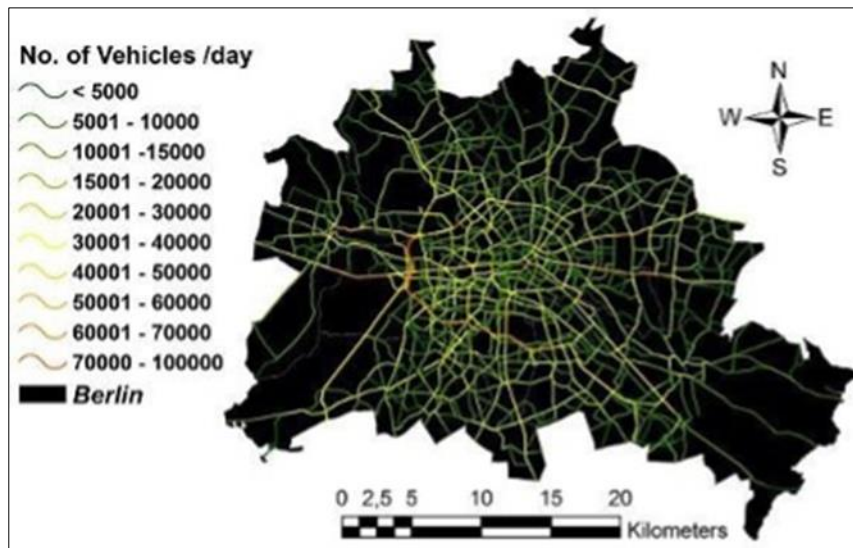 No. of Vehicles /day
< 5000
5001 - 10000
10001 -15000
15001 - 20000
20001 - 30000
30001 - 40000
40001 - 50000
50001 - 60000
60001 - 70000
70000 - 100000
Berlin
N
W E
S
0 2,5 5 10 15 20
Kilometers